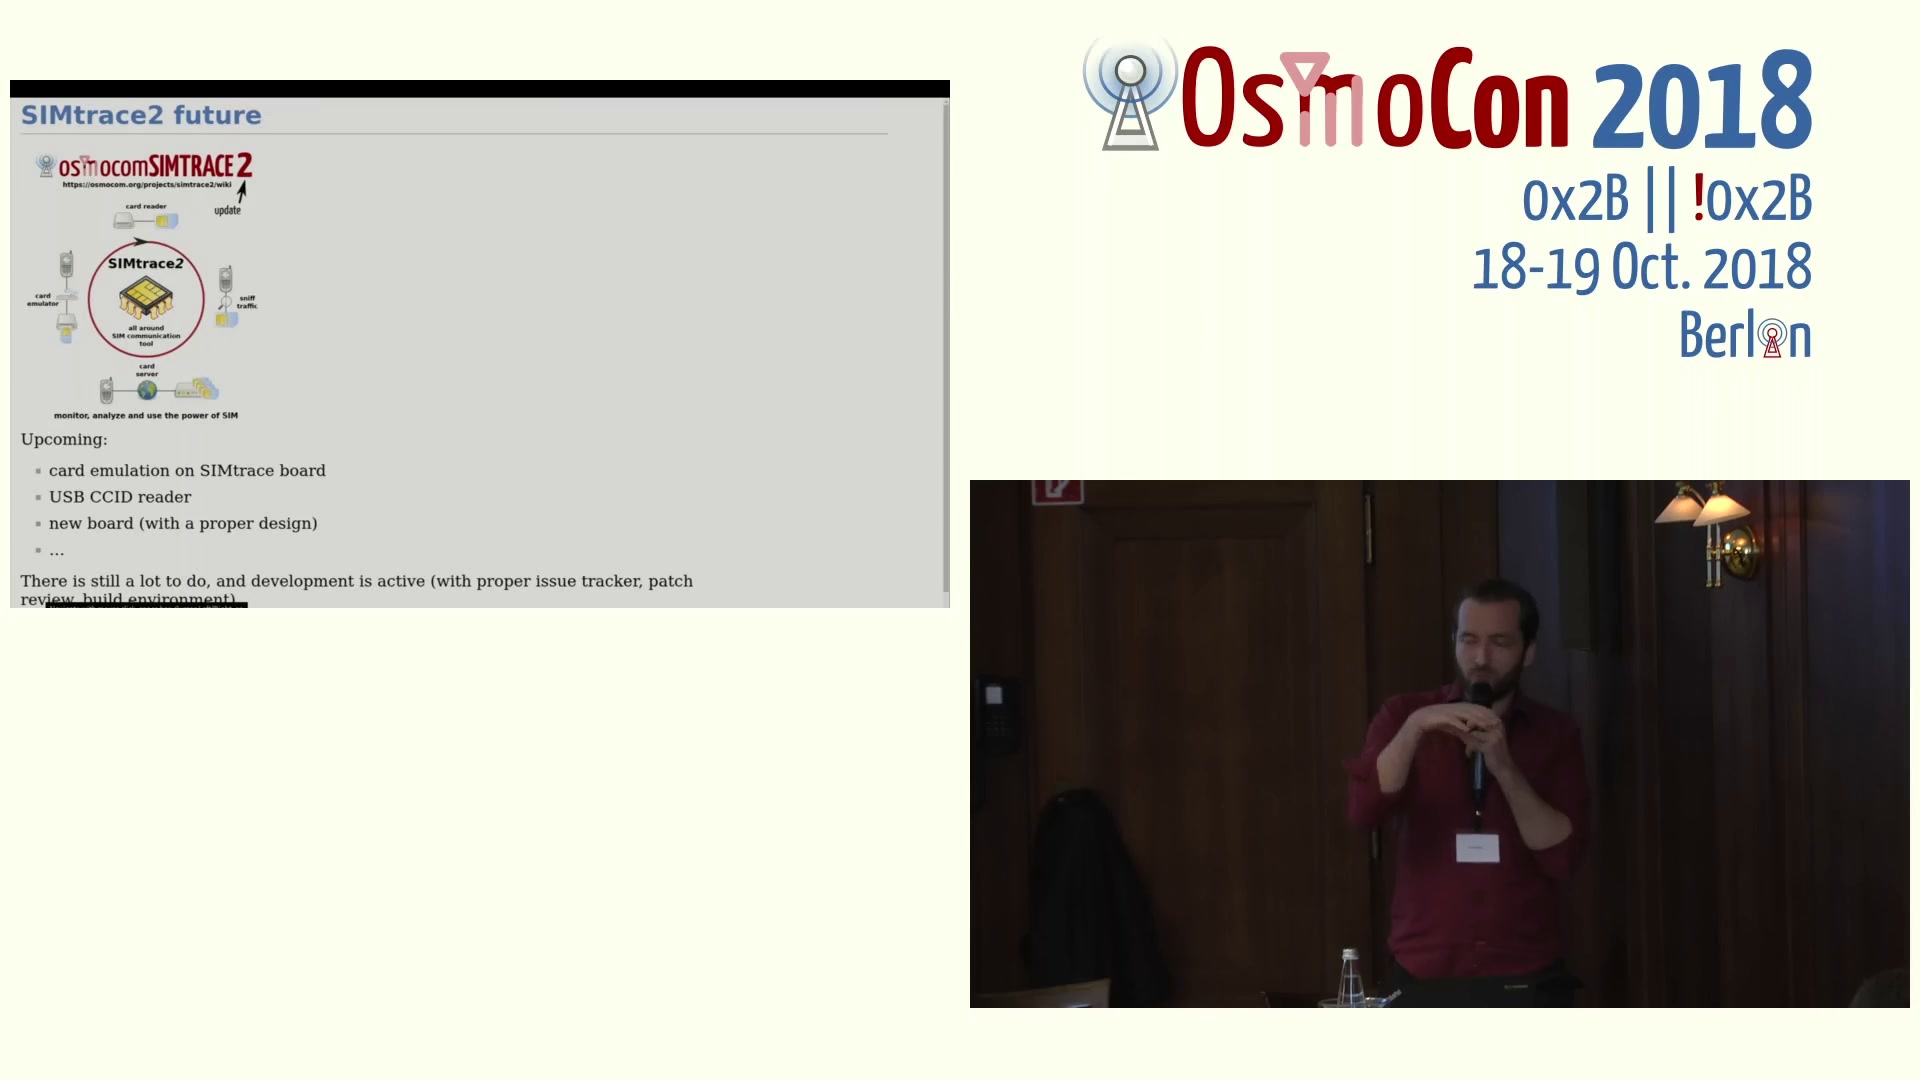 SIMtrace2 future
osmocomSIMTRACE 2
https://osmocom.org/projects/simtrace2/wiki
update
card reader
SIMtrace2
card
emulator
sniff
traffic
all around
SIM communication
tool
card
server
monitor, analyze and use the power of SIM
Upcoming:
card emulation on SIMtrace board
USB CCID reader
new board (with a proper design)
...
There is still a lot to do, and development is active (with proper issue tracker, patch
review, build environment)
OsmoCon 2018
0x2B || !0x2B
18-19 Oct. 2018
Berlin